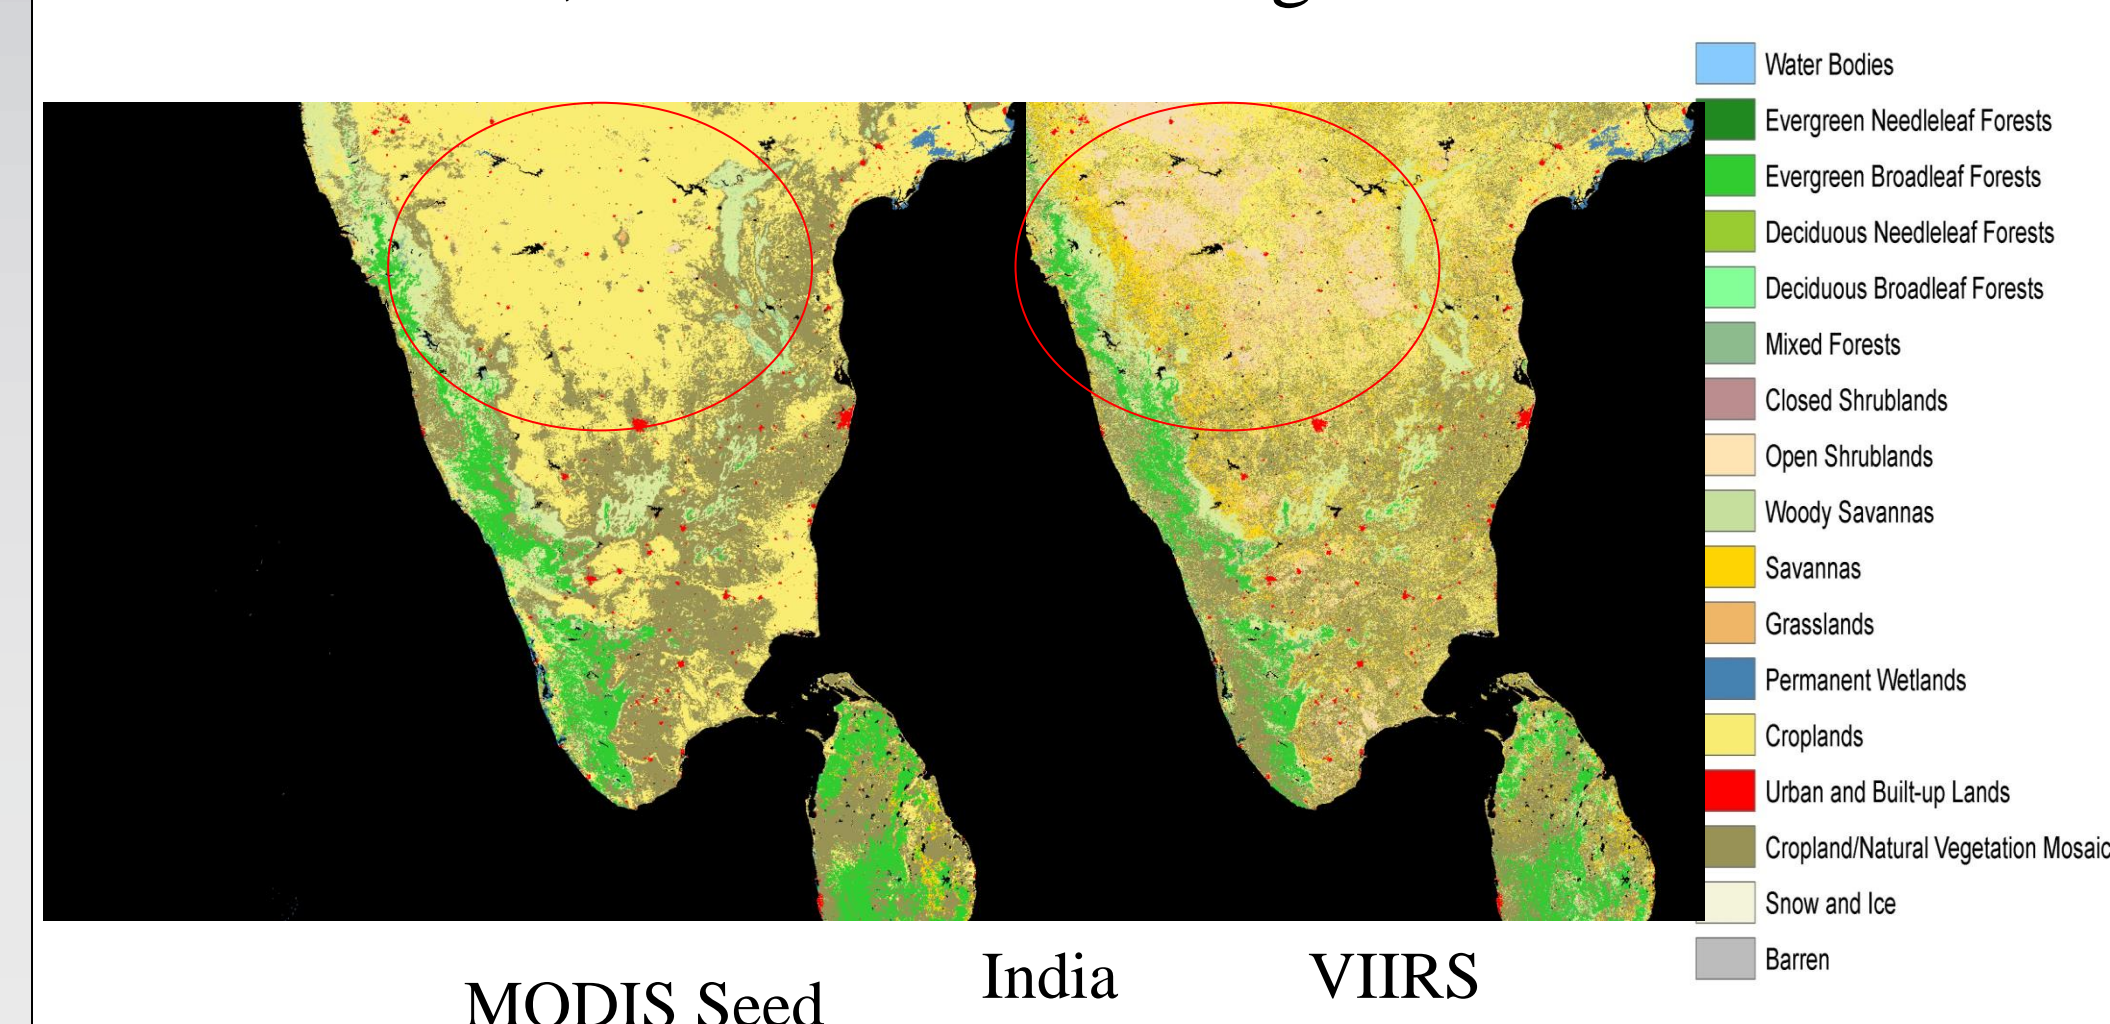 Water Bodies
Evergreen Needleleaf Forests
Evergreen Broadleaf Forests
Deciduous Needleleaf Forests
Deciduous Broadleaf Forests
Mixed Forests
Closed Shrublands
Open Shrublands
Woody Savannas
Savannas
Grasslands
Permanent Wetlands
Croplands
Urban and Built-up Lands
Cropland/Natural Vegetation Mosaic
Snow and Ice
Barren
MODIS Seed
India
VIIRS